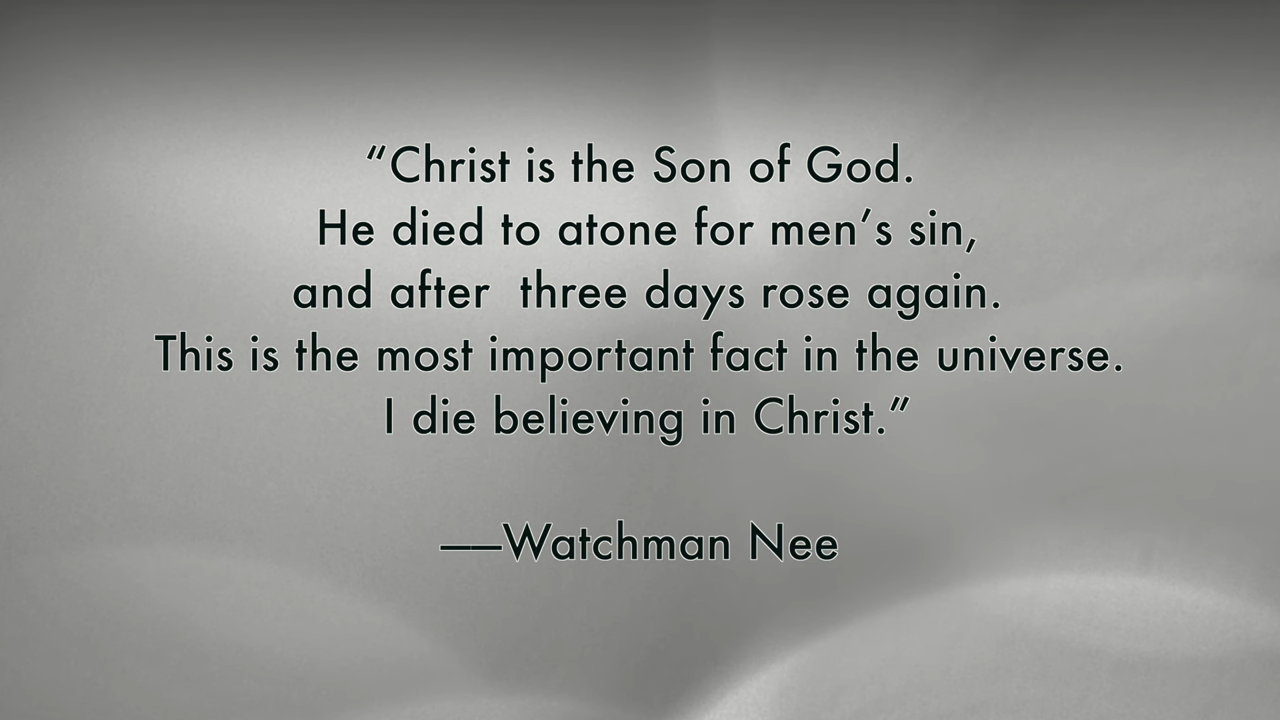 “Christ is the Son of God.
He died to atone for men’s sin,
and after  three days rose again.
This is the most important fact in the universe.
I die believing in Christ.”
——Watchman Nee